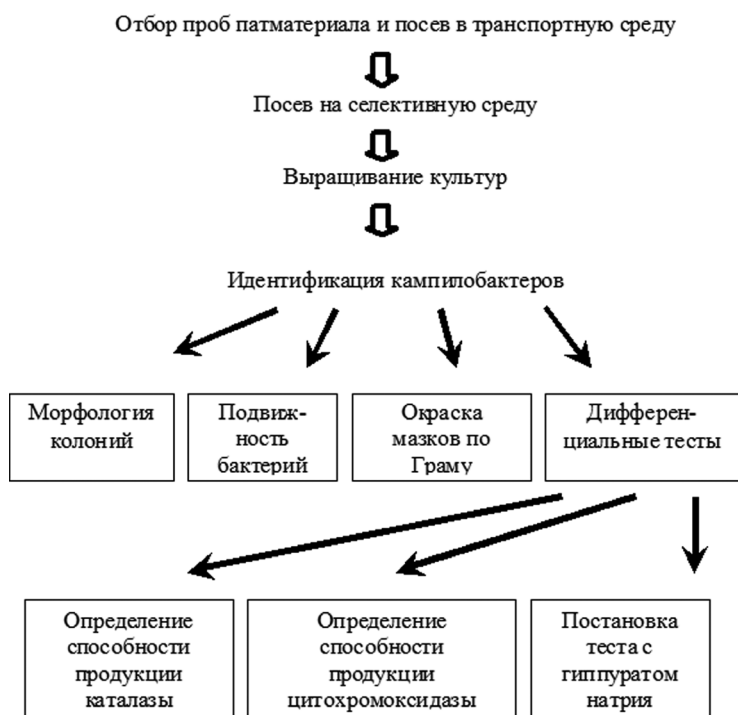 Отбор проб патматериала и посев в транспортную среду
Посев на селективную среду
Выращивание культур
Идентификация кампилобактеров
Морфология
колоний
Подвиж-
ность
бактерий
Окраска
мазков по
Граму
Дифферен-
циальные тесты
Определение
способности
продукции
каталазы
Определение
способности
продукции
цитохромоксидазы
Постановка
теста с
гиппуратом
натрия